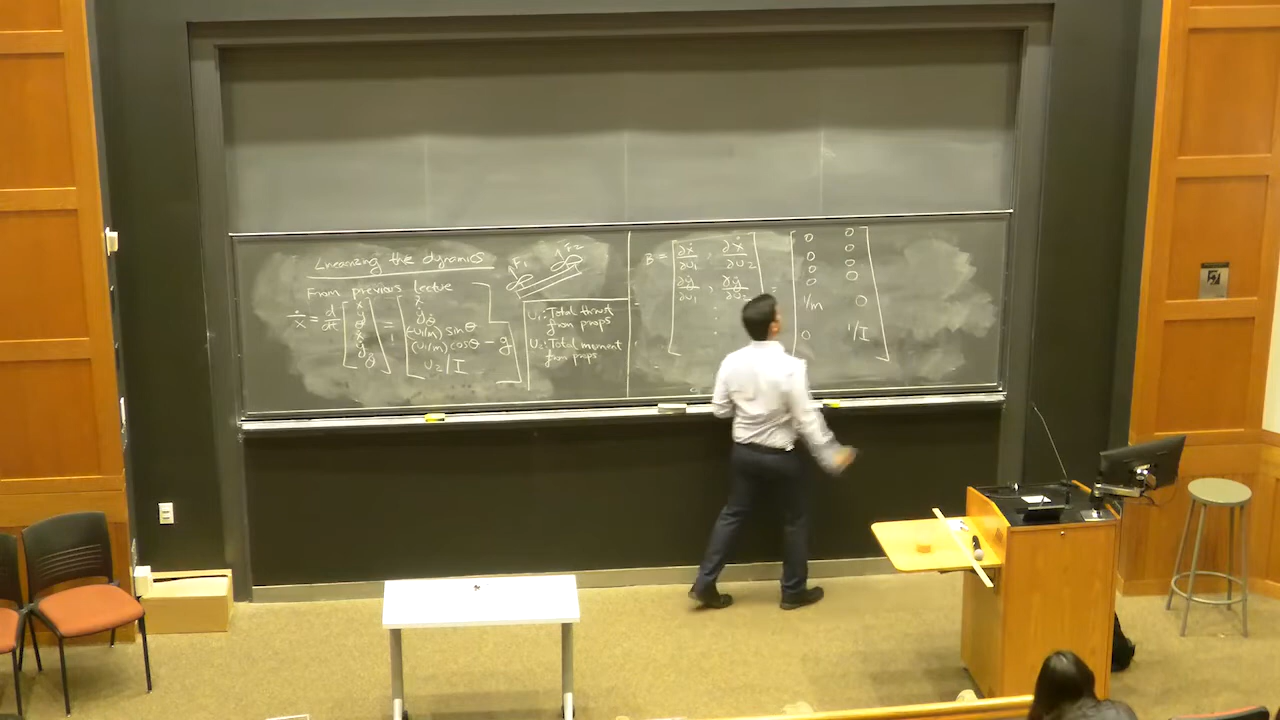 Linearizing the dynamics
From previous lectue
ẋ = d/dt [x y θ ẋ ẏ θ̇] = [ẋ ẏ θ̇ (-u₁/m) sinθ (u₁/m) cosθ - g u₂/I]
F₁ F₂
U₁: Total thrust
from props
U₂: Total moment
from props
B = [∂ẋ/∂u₁, ∂ẋ/∂u₂
∂ẏ/∂u₁, ∂ẏ/∂u₂
⋮ ⋮] =
[0 0
0 0
0 0
0 0
1/m 0
0 1/I]